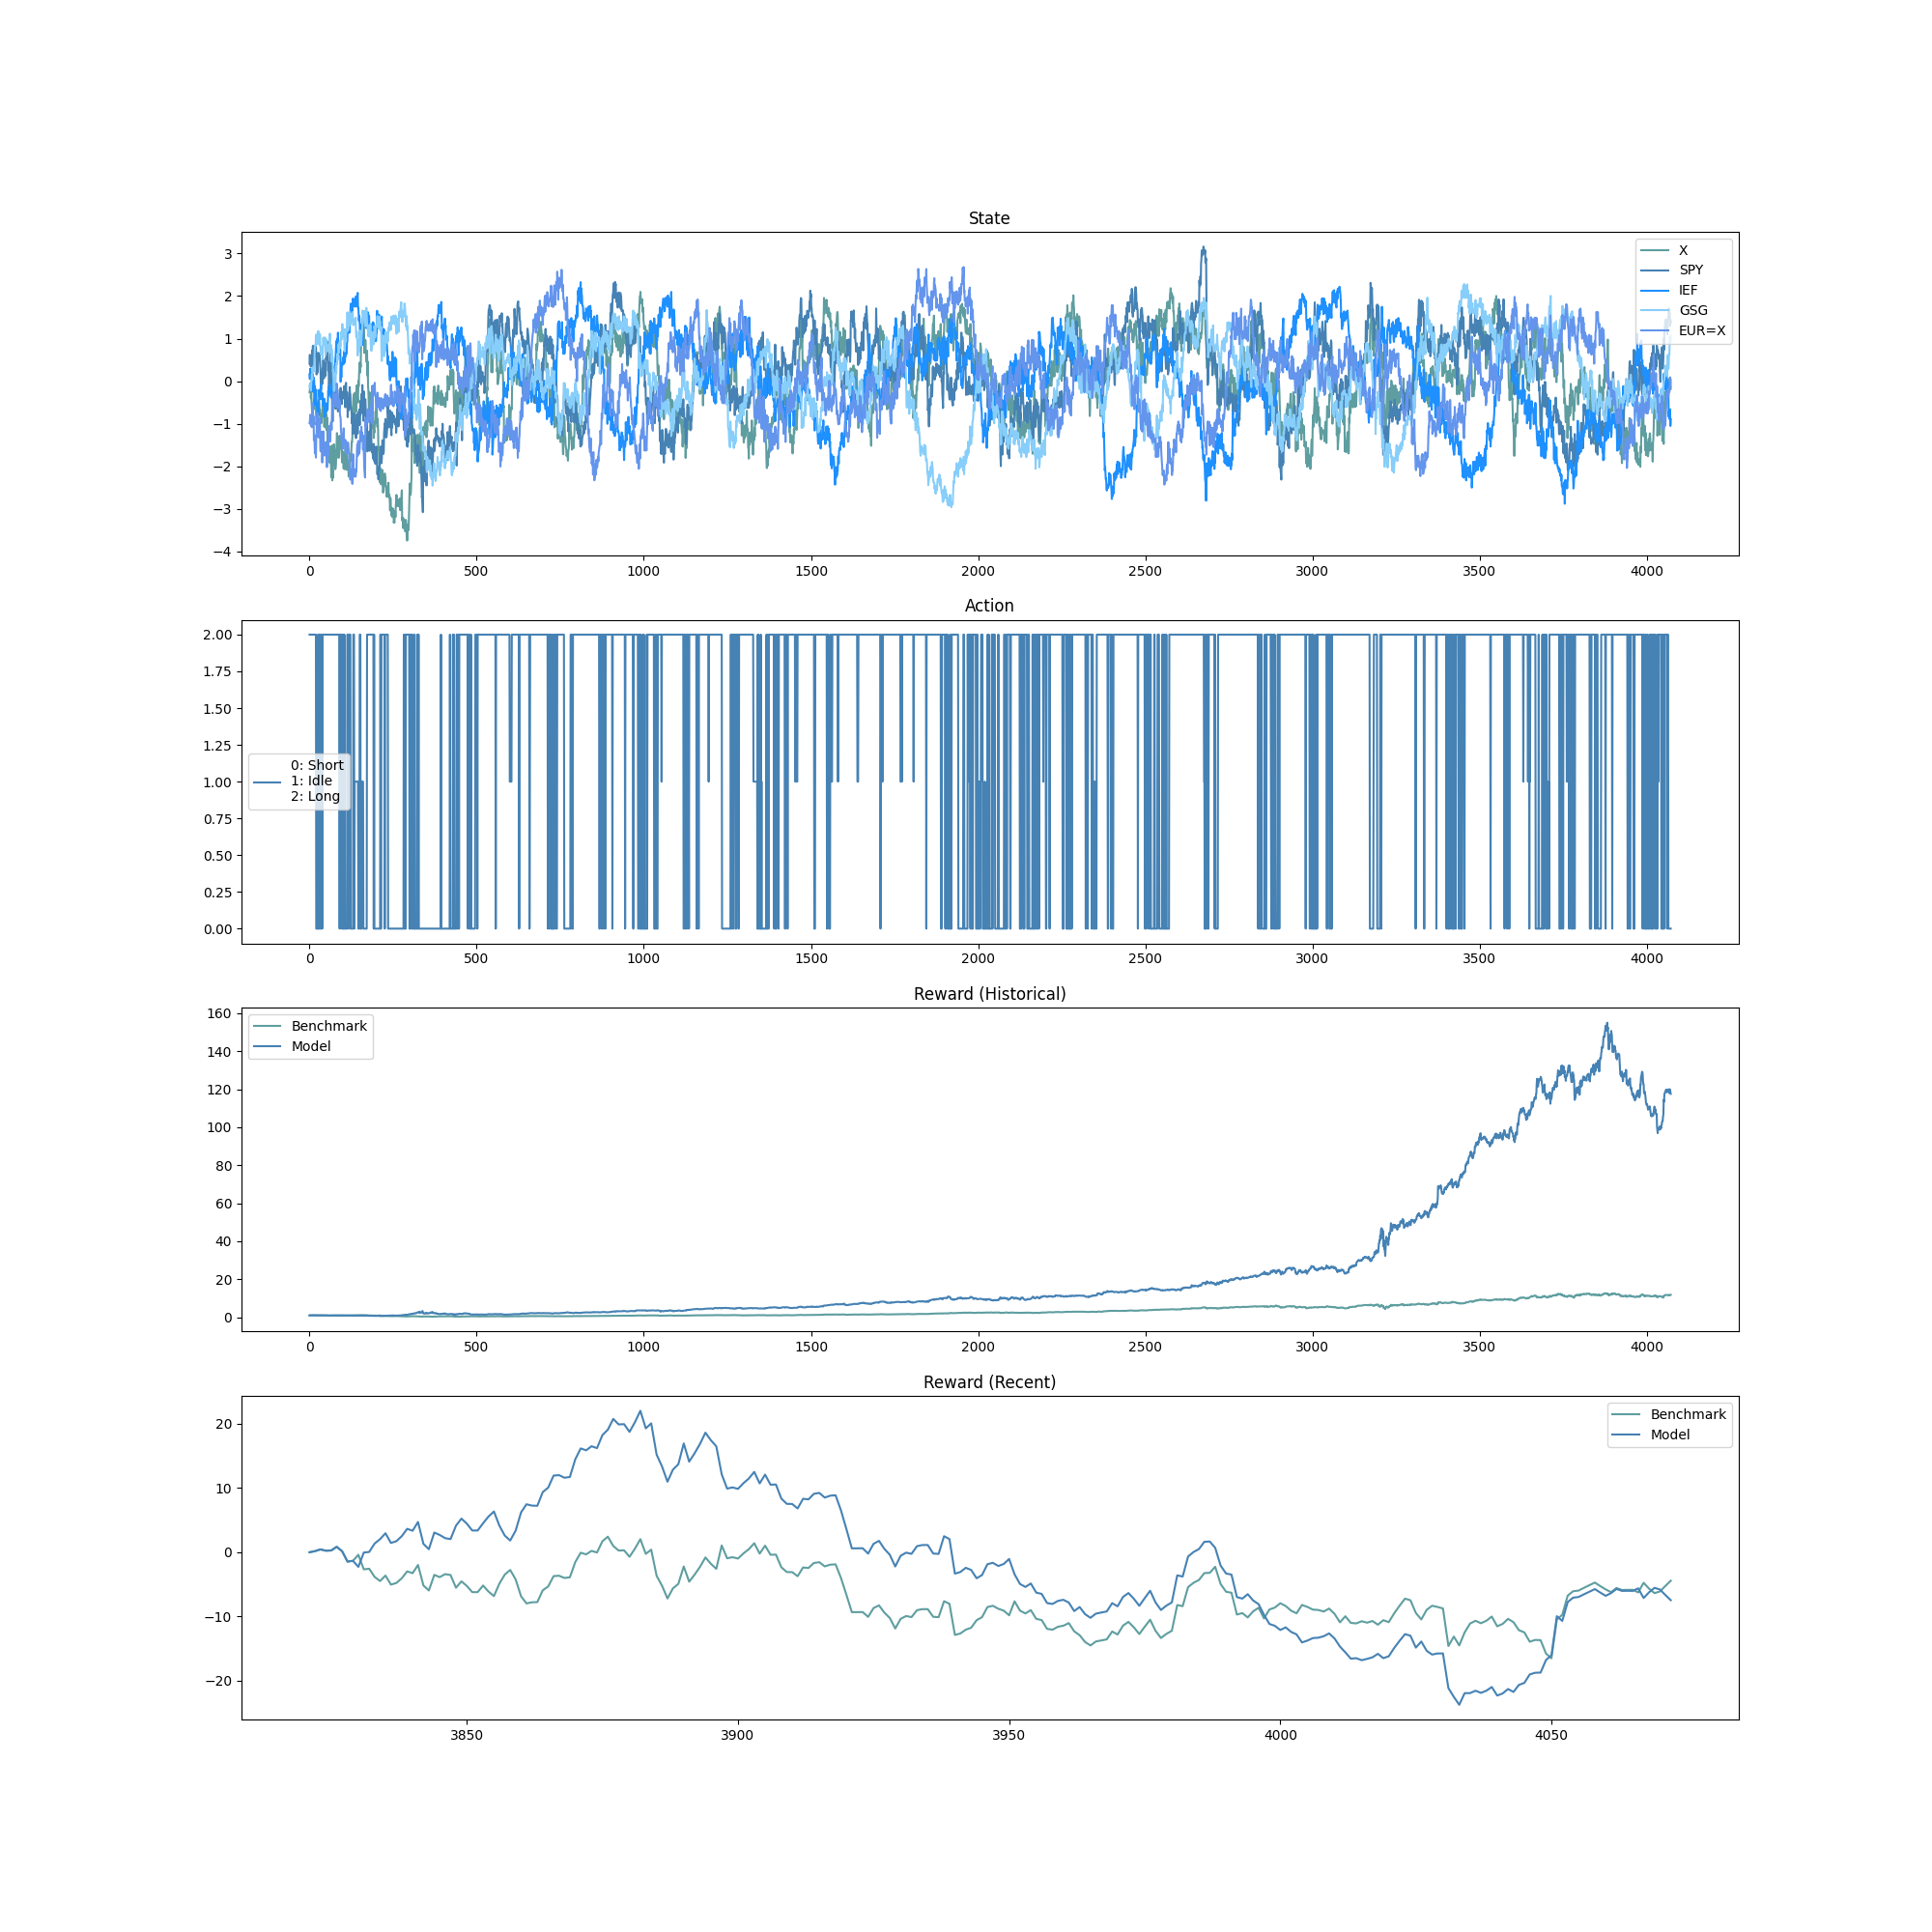 State
3
2
1
0
−1
−2
−3
−4
X
SPY
IEF
GSG
EUR=X
0 500 1000 1500 2000 2500 3000 3500 4000
Action
2.00
1.75
1.50
1.25
1.00
0.75
0.50
0.25
0.00
0: Short
1: Idle
2: Long
0 500 1000 1500 2000 2500 3000 3500 4000
Reward (Historical)
160
140
120
100
80
60
40
20
0
Benchmark
Model
0 500 1000 1500 2000 2500 3000 3500 4000
Reward (Recent)
20
10
0
−10
−20
Benchmark
Model
3850 3900 3950 4000 4050